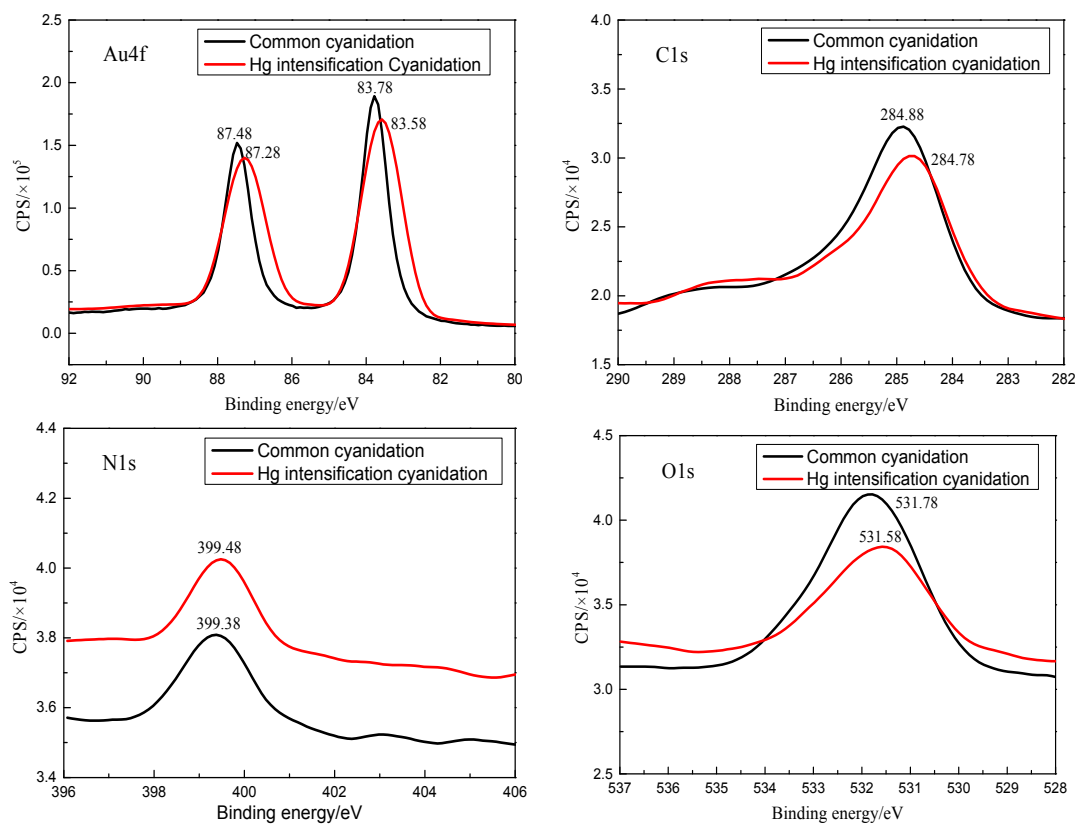 Au4f
Common cyanidation
Hg intensification Cyanidation
83.78
83.58
87.48
87.28
2.5
2.0
1.5
1.0
0.5
0.0
CPS/×10⁵
92 90 88 86 84 82 80
Binding energy/eV
C1s
Common cyanidation
Hg intensification cyanidation
284.88
284.78
4.0
3.5
3.0
2.5
2.0
1.5
CPS/×10⁴
290 289 288 287 286 285 284 283 282
Binding energy/eV
N1s
Common cyanidation
Hg intensification cyanidation
399.48
399.38
4.4
4.2
4.0
3.8
3.6
3.4
CPS/×10⁴
396 398 400 402 404 406
Binding energy/eV
O1s
Common cyanidation
Hg intensification cyanidation
531.78
531.58
4.5
4.0
3.5
3.0
2.5
CPS/×10⁴
537 536 535 534 533 532 531 530 529 528
Binding energy/eV